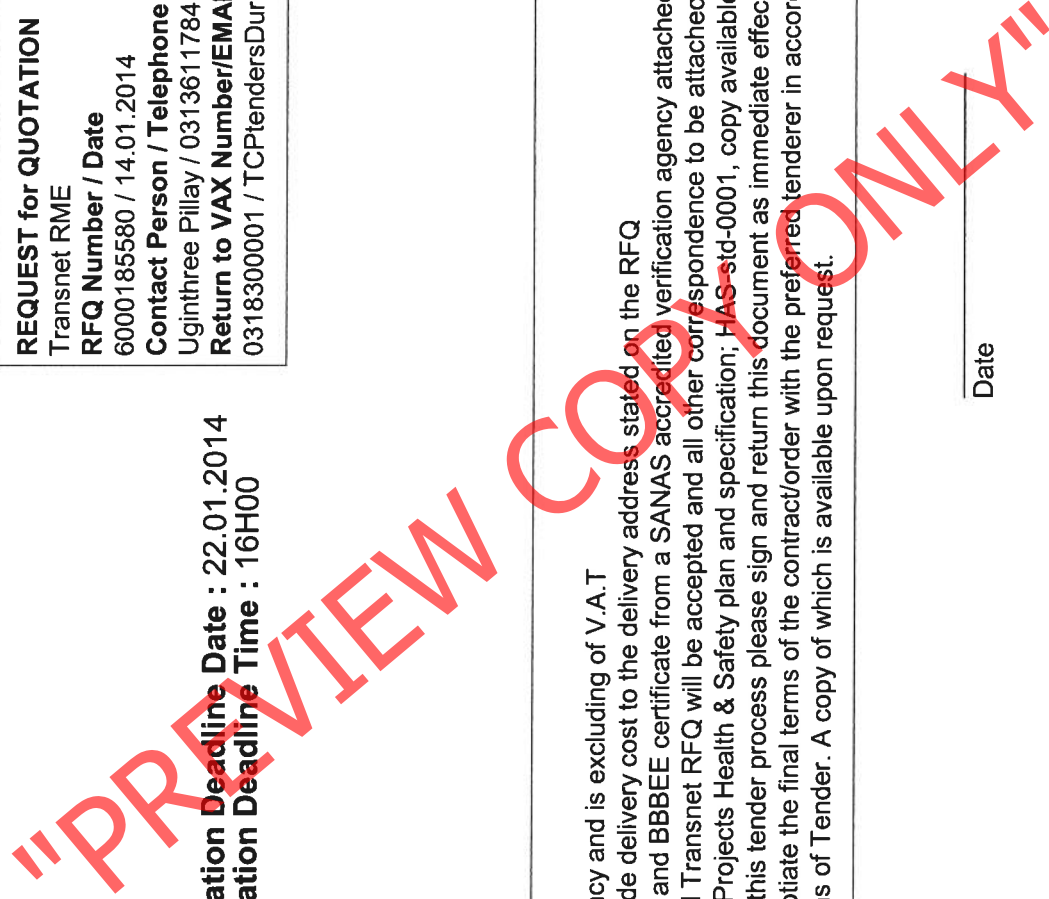 REQUEST for QUOTATION
Transnet RME
RFQ Number / Date
6000185580 / 14.01.2014
Contact Person / Telephone
Uginthree Pillay / 0313611784
Return to VAX Number/EMA
0318300001 / TCPtendersDur
ation Deadline Date : 22.01.2014
ation Deadline Time : 16H00
cy and is excluding of V.A.T
de delivery cost to the delivery address stated on the RFQ
and BBBEE certificate from a SANAS accredited verification agency attached
Transnet RFQ will be accepted and all other correspondence to be attached
Projects Health & Safety plan and specification; HAS-std-0001, copy available
this tender process please sign and return this document as immediate effec
otiate the final terms of the contract/order with the preferred tenderer in accor
s of Tender. A copy of which is available upon request.
Date
"PREVIEW COPY ONLY"